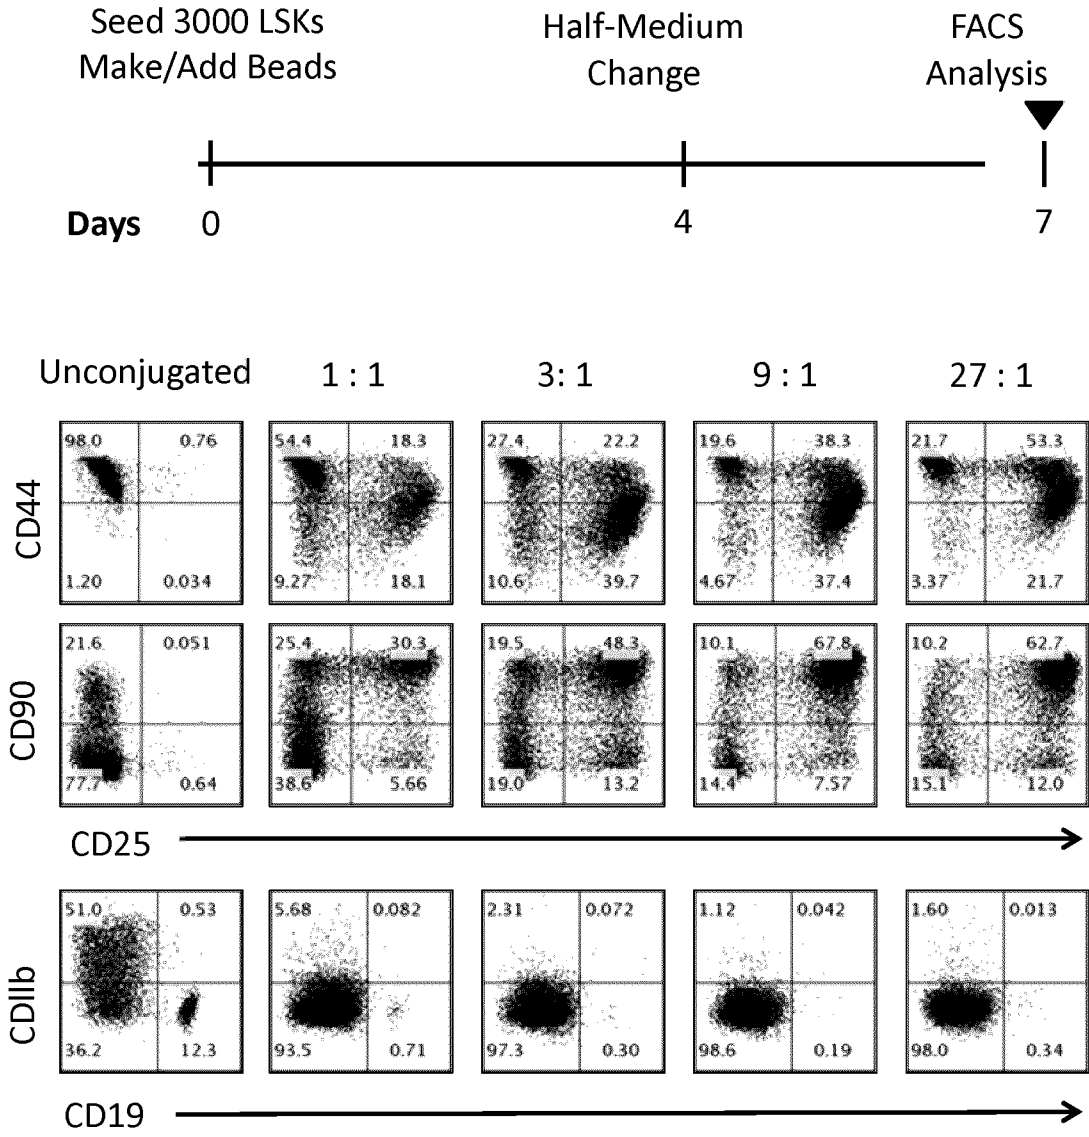 Seed 3000 LSKs
Make/Add Beads
Half-Medium
Change
FACS
Analysis
Days 0 4 7
Unconjugated 1 : 1 3: 1 9 : 1 27 : 1
CD44
98.0 0.76 54.4 18.3 27.4 22.2 19.6 38.3 21.7 53.3
1.20 0.034 9.27 18.1 10.6 39.7 4.67 37.4 3.37 21.7
CD90
21.6 0.051 25.4 30.3 19.5 48.3 10.1 67.8 10.2 62.7
77.7 0.64 38.6 5.66 19.0 13.2 14.4 7.57 15.1 12.0
CD25
CDIIb
51.0 0.53 5.68 0.082 2.31 0.072 1.12 0.042 1.60 0.013
36.2 12.3 93.5 0.71 97.3 0.30 98.6 0.19 98.0 0.34
CD19